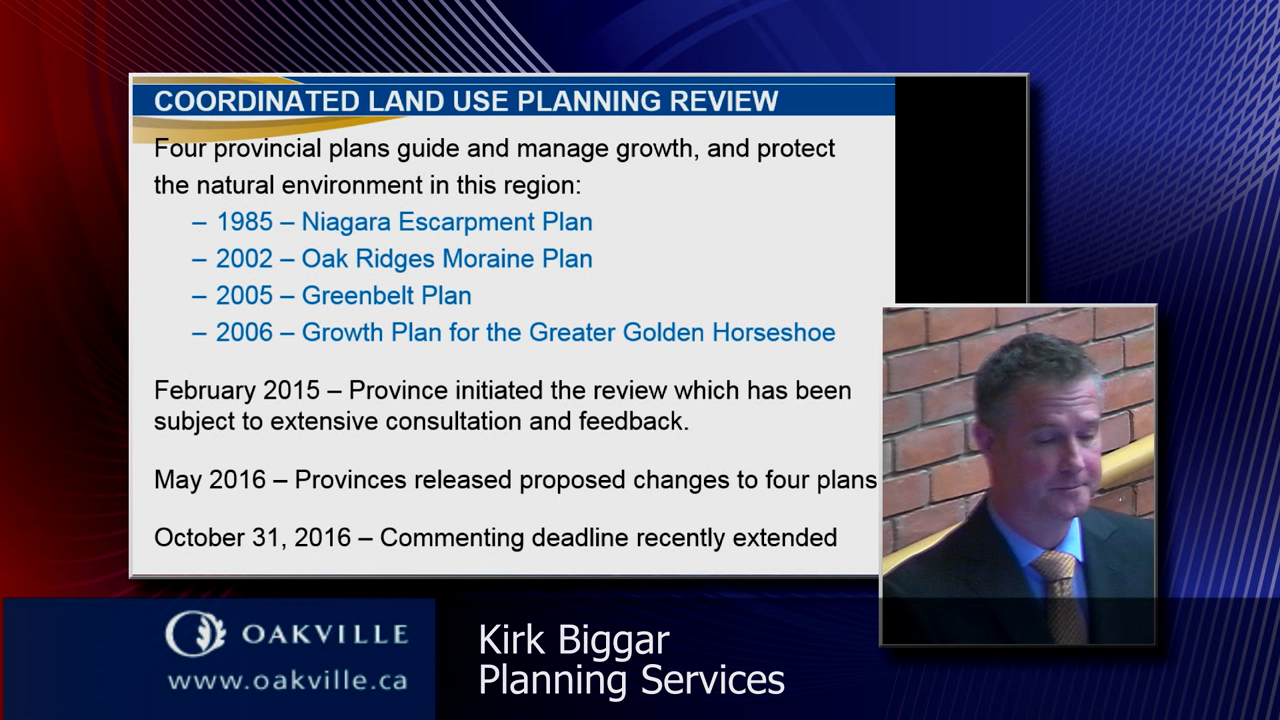 COORDINATED LAND USE PLANNING REVIEW
Four provincial plans guide and manage growth, and protect
the natural environment in this region:
– 1985 – Niagara Escarpment Plan
– 2002 – Oak Ridges Moraine Plan
– 2005 – Greenbelt Plan
– 2006 – Growth Plan for the Greater Golden Horseshoe
February 2015 – Province initiated the review which has been
subject to extensive consultation and feedback.
May 2016 – Provinces released proposed changes to four plans
October 31, 2016 – Commenting deadline recently extended
OAKVILLE
www.oakville.ca
Kirk Biggar
Planning Services